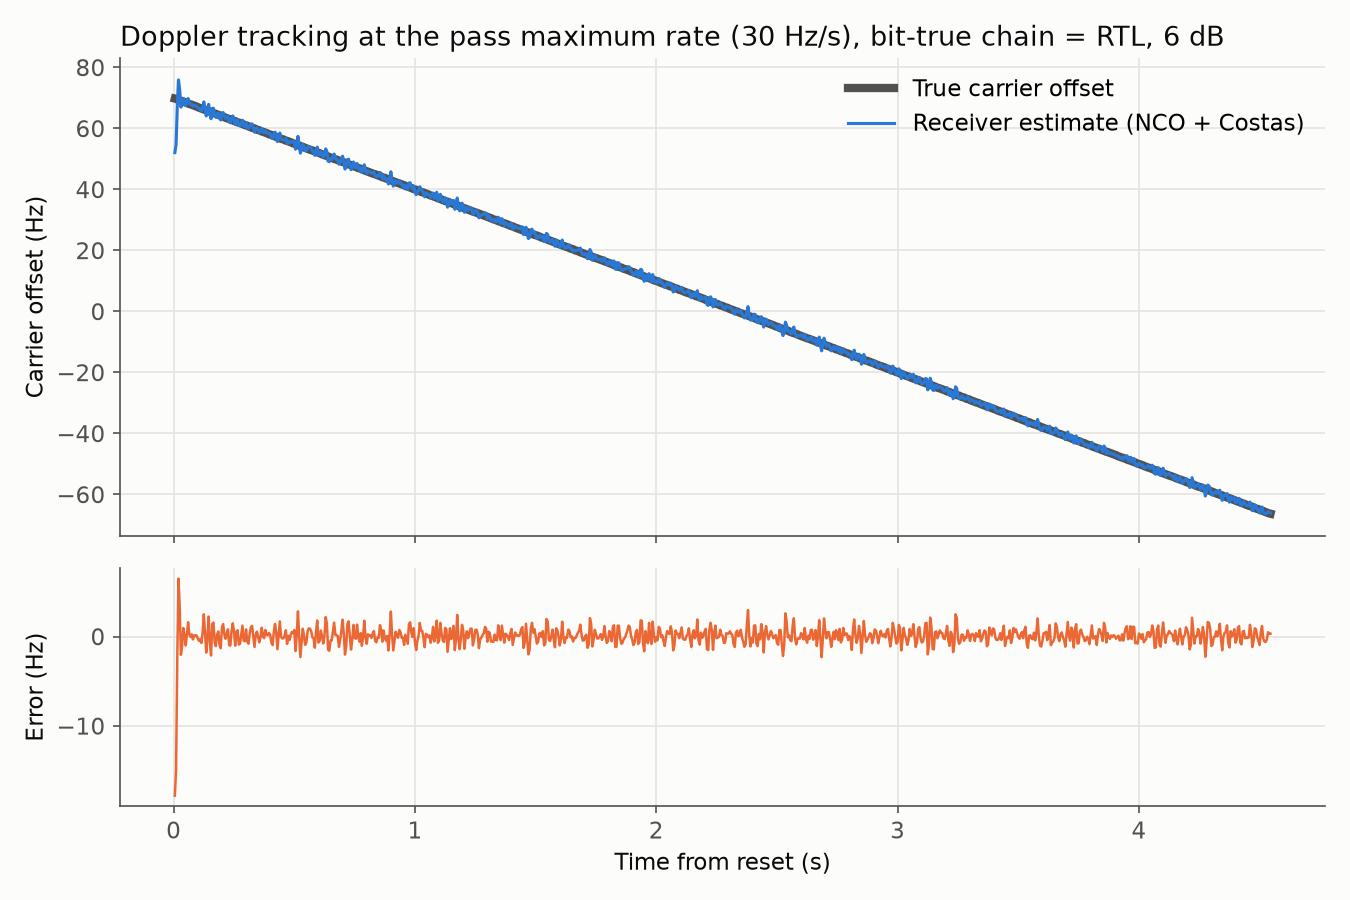 Doppler tracking at the pass maximum rate (30 Hz/s), bit-true chain = RTL, 6 dB
True carrier offset
Receiver estimate (NCO + Costas)
Carrier offset (Hz)
80
60
40
20
0
−20
−40
−60
Error (Hz)
0
−10
0 1 2 3 4
Time from reset (s)